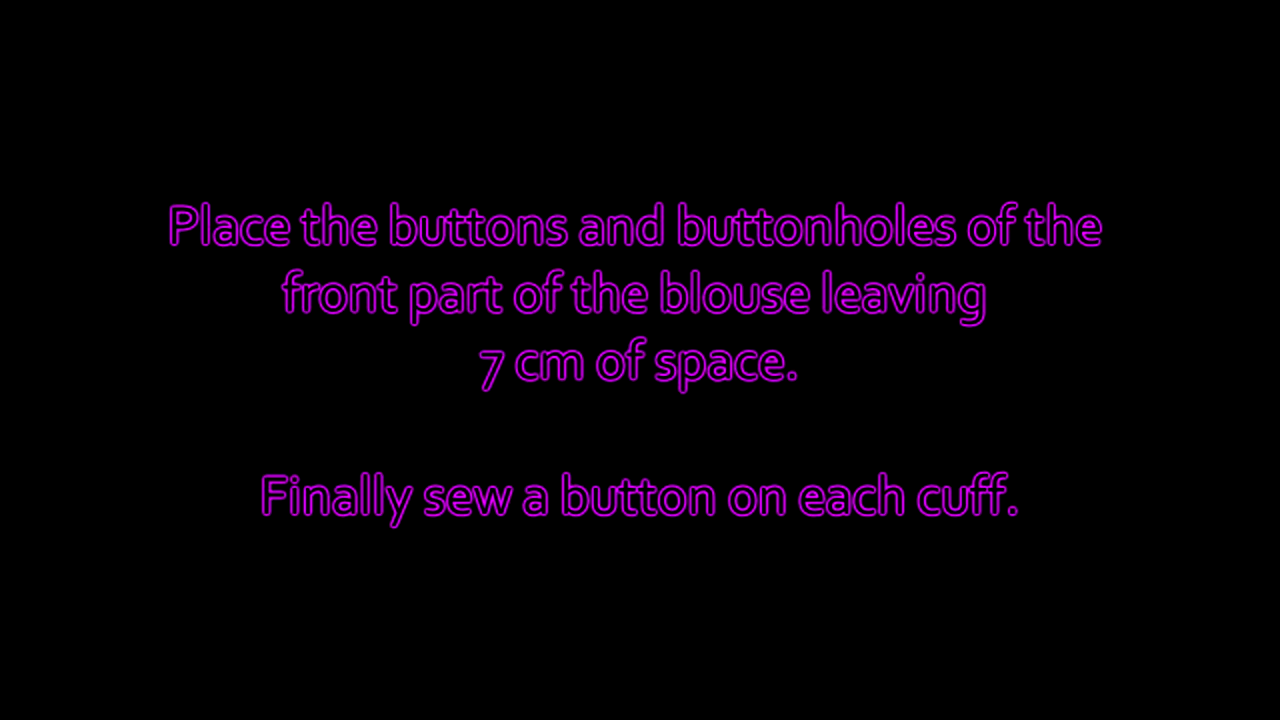 Place the buttons and buttonholes of the
front part of the blouse leaving
7 cm of space.
Finally sew a button on each cuff.